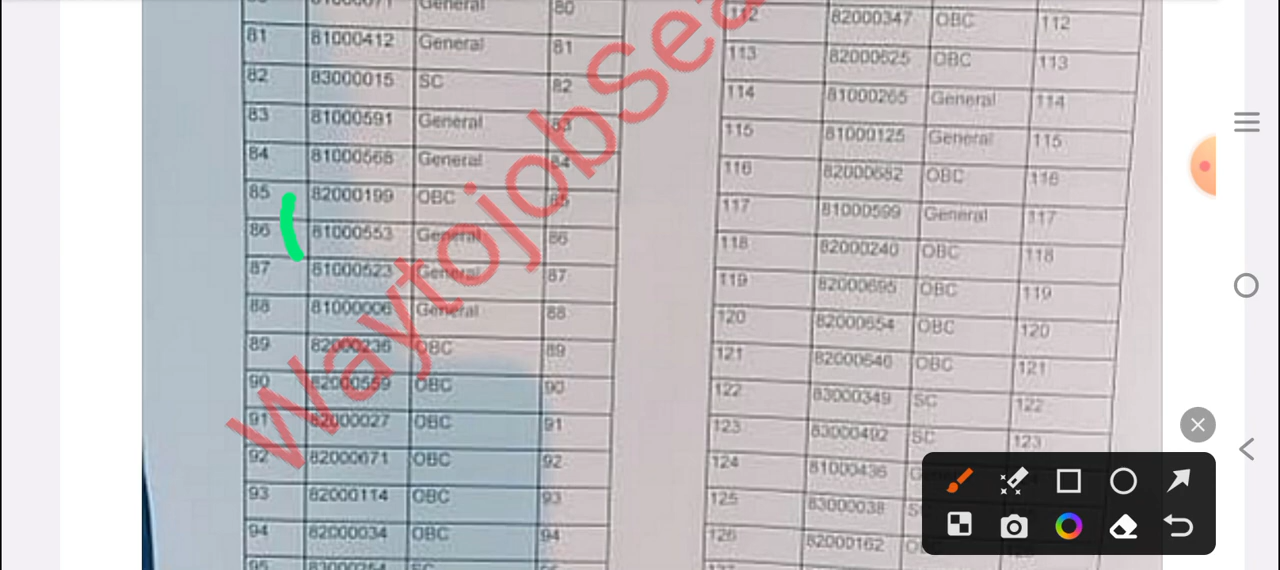 81 81000412 General 81
82 83000015 SC 82
83 81000591 General 83
84 81000568 General 84
85 82000199 OBC 85
86 81000553 General 86
87 81000523 General 87
88 81000006 General 88
89 82000236 OBC 89
90 82000559 OBC 90
91 82000027 OBC 91
92 82000671 OBC 92
93 82000114 OBC 93
94 82000034 OBC 94
112 82000347 OBC 112
113 82000625 OBC 113
114 81000265 General 114
115 81000125 General 115
116 82000682 OBC 116
117 81000599 General 117
118 82000240 OBC 118
119 82000695 OBC 119
120 82000654 OBC 120
121 82000640 OBC 121
122 83000349 SC 122
123 83000492 SC 123
124 81000436
125 83000038
126 82000162
WaytojobSea